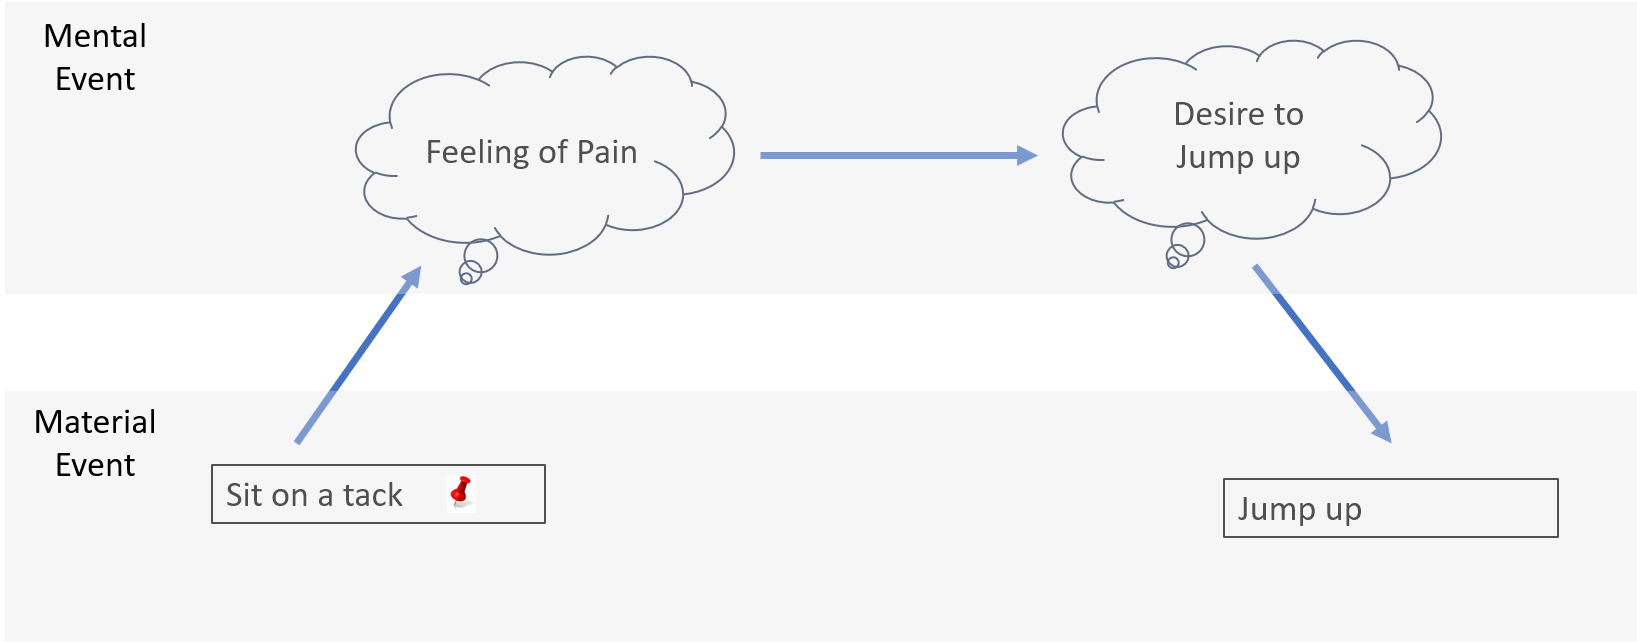 Mental
Event
Feeling of Pain
Desire to
Jump up
Material
Event
Sit on a tack
Jump up